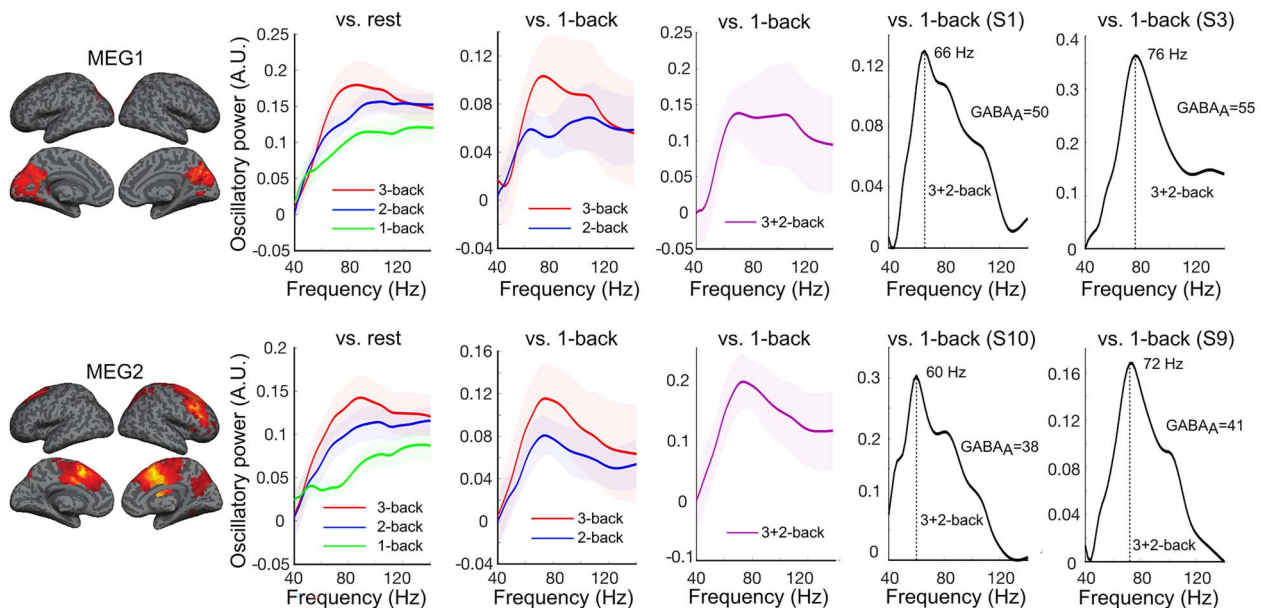 MEG1
vs. rest
Oscillatory power (A.U.)
0.2
0.15
0.1
0.05
0
-0.05
3-back
2-back
1-back
40 80 120
Frequency (Hz)
vs. 1-back
0.12
0.08
0.04
0
-0.04
3-back
2-back
40 80 120
Frequency (Hz)
vs. 1-back
0.25
0.2
0.15
0.1
0.05
0
-0.05
3+2-back
40 80 120
Frequency (Hz)
vs. 1-back (S1)
0.13
0.1
0.05
0
66 Hz
GABAA=50
3+2-back
40 80 120
Frequency (Hz)
vs. 1-back (S3)
0.4
0.3
0.15
0.1
0
76 Hz
GABAA=55
3+2-back
40 80 120
Frequency (Hz)
MEG2
vs. rest
Oscillatory power (A.U.)
0.2
0.15
0.1
0.05
0
-0.05
3-back
2-back
1-back
40 80 120
Frequency (Hz)
vs. 1-back
0.16
0.12
0.08
0.04
0
-0.04
3-back
2-back
40 80 120
Frequency (Hz)
vs. 1-back
0.2
0.1
0
-0.1
3+2-back
40 80 120
Frequency (Hz)
vs. 1-back (S10)
0.3
0.2
0.1
0
60 Hz
GABAA=38
3+2-back
40 80 120
Frequency (Hz)
vs. 1-back (S9)
0.16
0.12
0.08
0.04
0
72 Hz
GABAA=41
3+2-back
40 80 120
Frequency (Hz)